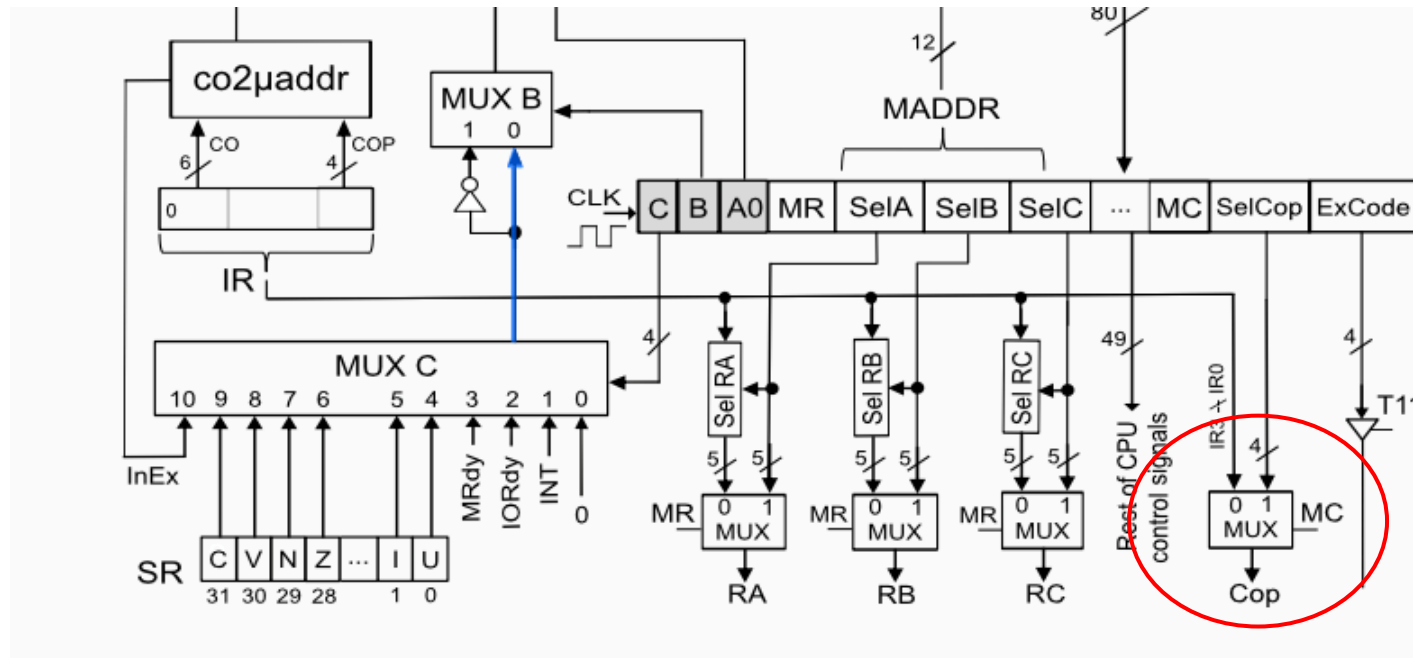 80
12
co2µaddr
MUX B
1 0
MADDR
CO
COP
6
4
CLK
0
C B A0 MR SelA SelB SelC ... MC SelCop ExCode
IR
4
49
4
MUX C
Sel RA
Sel RB
Sel RC
IR3-IR0
10 9 8 7 6 5 4 3 2 1 0
Rest of CPU
control signals
5 5 5 5 5 5
4
InEx
MRdy
IORdy
INT
0
MR 0 1
MUX
MR 0 1
MUX
MR 0 1
MUX
0 1 MC
MUX
SR C V N Z ... I U
31 30 29 28 1 0
RA RB RC Cop